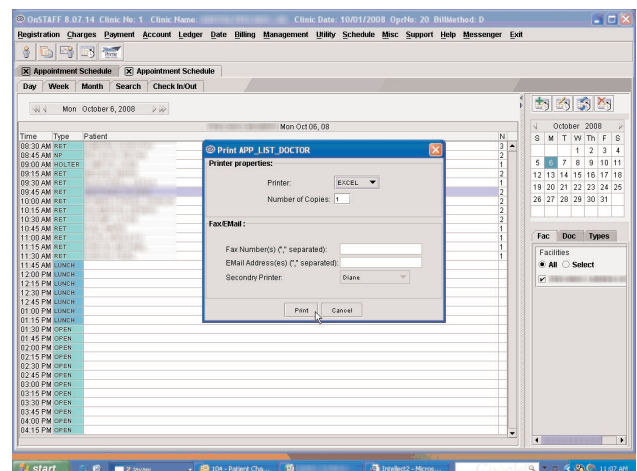 OnSTAFF 8.07.14 Clinic No: 1 Clinic Name: Clinic Date: 10/01/2008 OprNo: 20 BillMethod: D
Registration Charges Payment Account Ledger Date Billing Management Utility Schedule Misc Support Help Messenger Exit
Appointment Schedule Appointment Schedule
Day Week Month Search Check In/Out
Mon October 6, 2008
Mon Oct 06, 08
Time Type Patient N
08:30 AM RET 3
08:45 AM NP 2
09:00 AM HOLTER 1
09:15 AM RET 2
09:30 AM RET 1
09:45 AM RET 2
10:00 AM RET 2
10:15 AM RET 2
10:30 AM RET 2
10:45 AM RET 1
11:00 AM RET 1
11:15 AM RET 1
11:30 AM RET 1
11:45 AM LUNCH
12:00 PM LUNCH
12:15 PM LUNCH
12:30 PM LUNCH
12:45 PM LUNCH
01:00 PM LUNCH
01:15 PM LUNCH
01:30 PM OPEN
01:45 PM OPEN
02:00 PM OPEN
02:15 PM OPEN
02:30 PM OPEN
02:45 PM OPEN
03:00 PM OPEN
03:15 PM OPEN
03:30 PM OPEN
03:45 PM OPEN
04:00 PM OPEN
04:15 PM OPEN
Print APP_LIST_DOCTOR
Printer properties:
Printer: EXCEL
Number of Copies: 1
Fax/EMail :
Fax Number(s) ("," separated):
EMail Address(es) ("," separated):
Secondry Printer: Diane
Print Cancel
October 2008
S M T W Th F S
1 2 3 4
5 6 7 8 9 10 11
12 13 14 15 16 17 18
19 20 21 22 23 24 25
26 27 28 29 30 31
Fac Doc Types
Facilities
All Select
start 2 javaw 104 - Patient Cha... Intellect2 - Micros... 11:07 AM